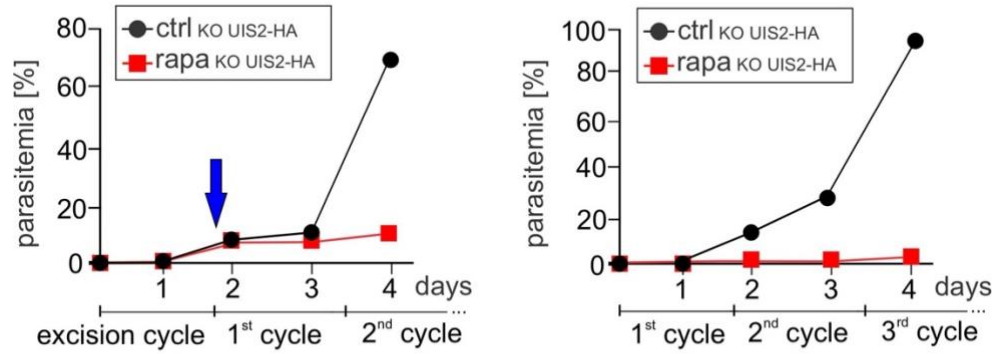 80
60
40
20
0
parasitemia [%]
ctrl KO UIS2-HA
rapa KO UIS2-HA
1 2 3 4 days
excision cycle 1st cycle 2nd cycle ...
100
80
60
40
20
0
parasitemia [%]
ctrl KO UIS2-HA
rapa KO UIS2-HA
1 2 3 4 days
1st cycle 2nd cycle 3rd cycle ...